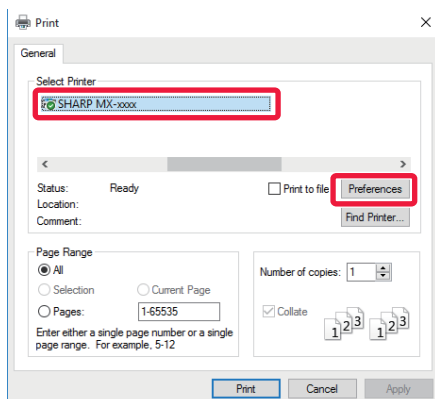 Print
General
Select Printer
SHARP MX-xxxx
Status: Ready
Print to file
Preferences
Location:
Comment:
Find Printer...
Page Range
All
Selection
Current Page
Pages: 1-65535
Enter either a single page number or a single
page range. For example, 5-12
Number of copies: 1
Collate
1 2 3 1 2 3
Print Cancel Apply